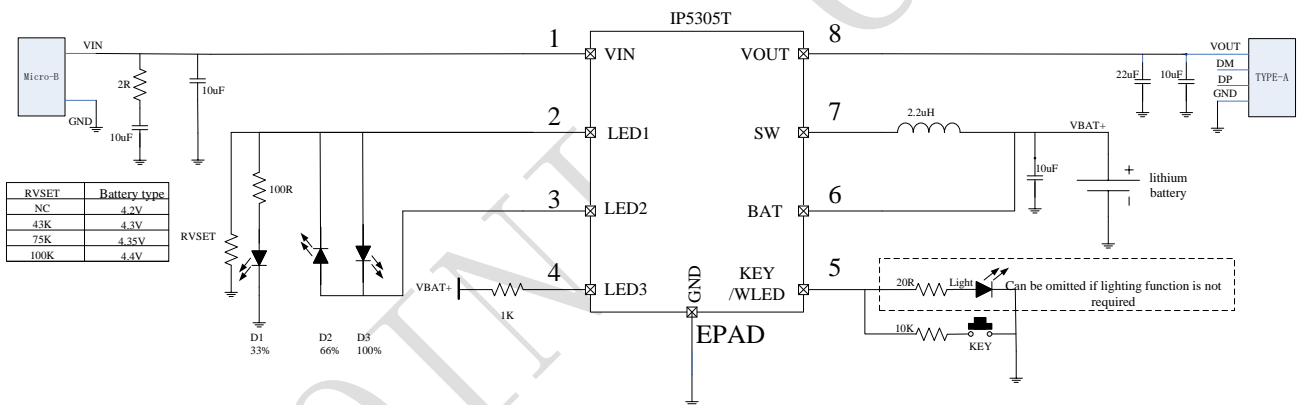 IP5305T
Micro-B
VIN
GND
2R
10uF
10uF
1
VIN
2
LED1
3
LED2
4
LED3
VBAT+
1K
RVSET Battery type
NC 4.2V
43K 4.3V
75K 4.35V
100K 4.4V
RVSET
100R
D1
33%
D2
66%
D3
100%
GND
EPAD
8
VOUT
7
SW
6
BAT
5
KEY
/WLED
22uF
10uF
VOUT
DM
DP
GND
TYPE-A
2.2uH
VBAT+
10uF
+
lithium
battery
20R
Light
Can be omitted if lighting function is not
required
10K
KEY